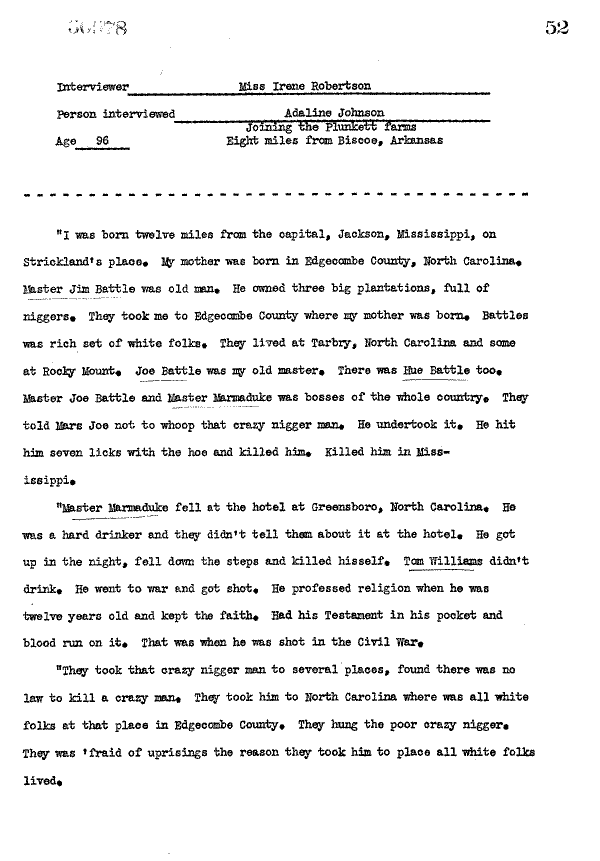 52
Interviewer Miss Irene Robertson
Person interviewed Adaline Johnson
Joining the Plunkett farms
Age 96 Eight miles from Biscoe, Arkansas
"I was born twelve miles from the capital, Jackson, Mississippi, on
Strickland's place. My mother was born in Edgecombe County, North Carolina.
Master Jim Battle was old man. He owned three big plantations, full of
niggers. They took me to Edgecombe County where my mother was born. Battles
was rich set of white folks. They lived at Tarbry, North Carolina and some
at Rocky Mount. Joe Battle was my old master. There was Hue Battle too.
Master Joe Battle and Master Marmaduke was bosses of the whole country. They
told Mars Joe not to whoop that crazy nigger man. He undertook it. He hit
him seven licks with the hoe and killed him. Killed him in Miss-
issippi.
"Master Marmaduke fell at the hotel at Greensboro, North Carolina. He
was a hard drinker and they didn't tell them about it at the hotel. He got
up in the night, fell down the steps and killed hisself. Tom Williams didn't
drink. He went to war and got shot. He professed religion when he was
twelve years old and kept the faith. Had his Testament in his pocket and
blood run on it. That was when he was shot in the Civil War.
"They took that crazy nigger man to several places, found there was no
law to kill a crazy man. They took him to North Carolina where was all white
folks at that place in Edgecombe County. They hung the poor crazy nigger.
They was 'fraid of uprisings the reason they took him to place all white folks
lived.